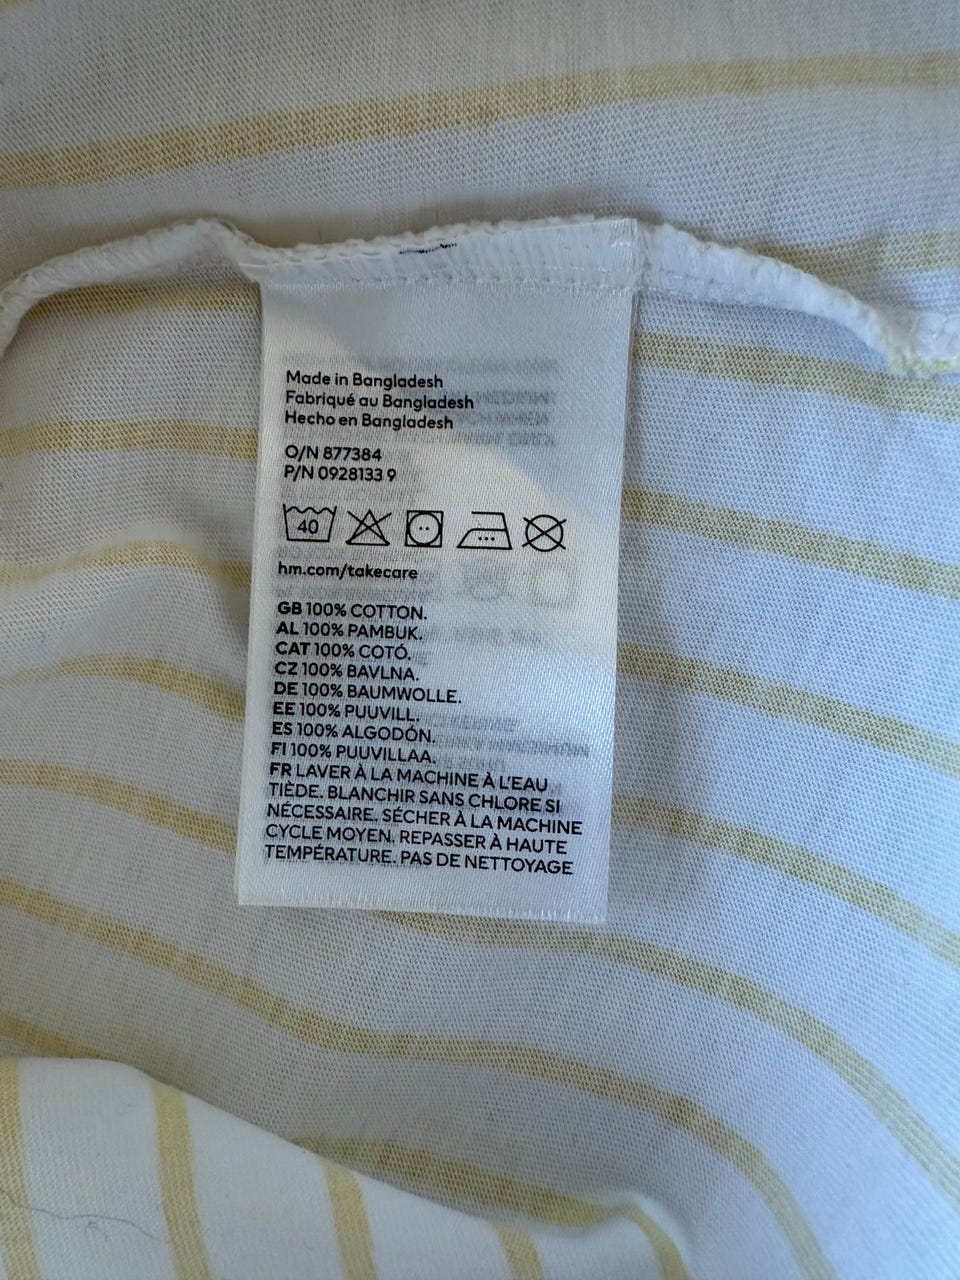 Made in Bangladesh
Fabriqué au Bangladesh
Hecho en Bangladesh
O/N 877384
P/N 0928133 9
40
hm.com/takecare
GB 100% COTTON.
AL 100% PAMBUK.
CAT 100% COTÓ.
CZ 100% BAVLNA.
DE 100% BAUMWOLLE.
EE 100% PUUVILL.
ES 100% ALGODÓN.
FI 100% PUUVILLAA.
FR LAVER À LA MACHINE À L'EAU
TIÈDE. BLANCHIR SANS CHLORE SI
NÉCESSAIRE. SÉCHER À LA MACHINE
CYCLE MOYEN. REPASSER À HAUTE
TEMPÉRATURE. PAS DE NETTOYAGE